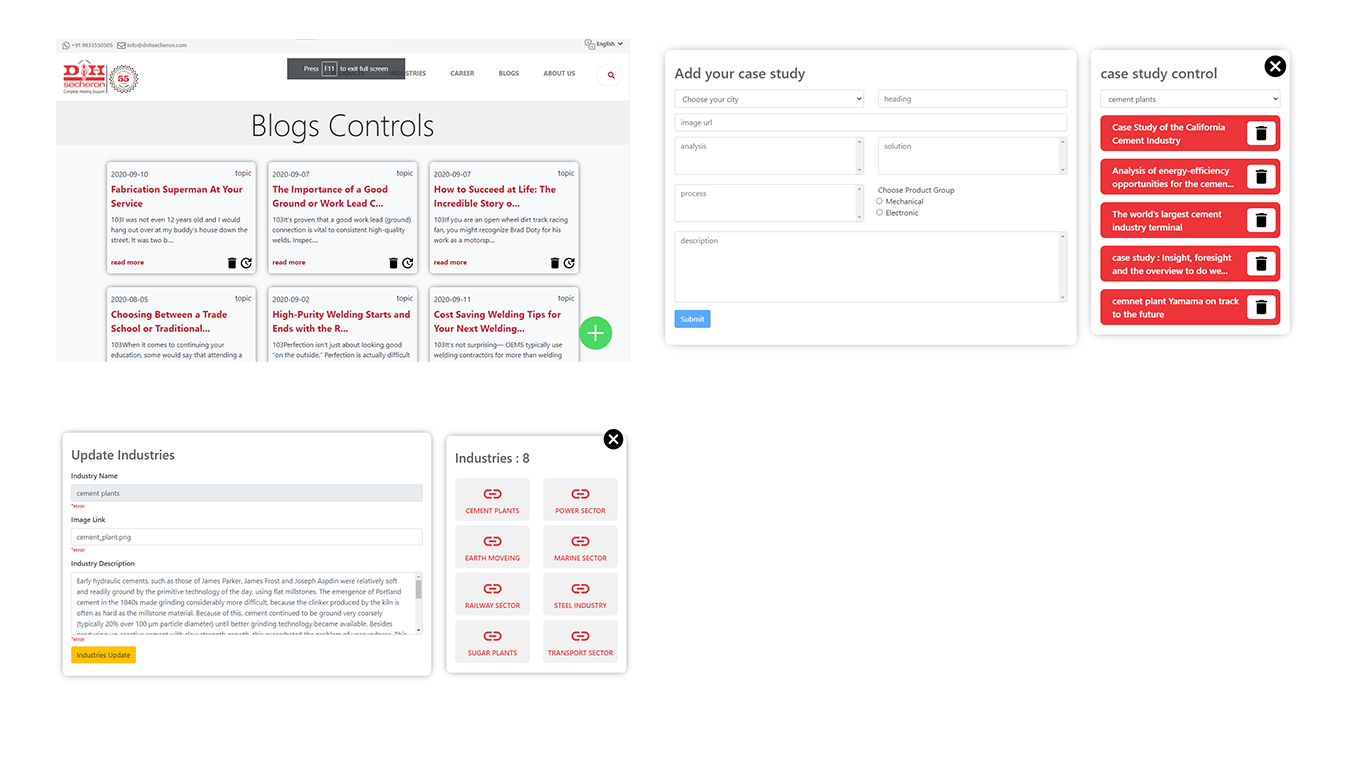 +91 9833550505 info@dnhsecheron.com English
D H
secheron
Complete Welding Support
55
Press F11 to exit full screen
CAREER BLOGS ABOUT US
Blogs Controls
2020-09-10 topic
Fabrication Superman At Your
Service
103I was not even 12 years old and I would
hang out over at my buddy's house down the
street. It was two b....
read more
2020-09-07 topic
The Importance of a Good
Ground or Work Lead C...
103It's proven that a good work lead (ground)
connection is vital to consistent high-quality
welds. Inspec....
read more
2020-09-07 topic
How to Succeed at Life: The
Incredible Story o...
103If you are an open wheel dirt track racing
fan, you might recognize Brad Doty for his
work as a motorsp....
read more
2020-08-05 topic
Choosing Between a Trade
School or Traditional...
103When it comes to continuing your
education, some would say that attending a
2020-09-02 topic
High-Purity Welding Starts and
Ends with the R...
103Perfection isn't just about looking good
"on the outside." Perfection is actually difficult
2020-09-11 topic
Cost Saving Welding Tips for
Your Next Welding...
103It's not surprising— OEMS typically use
welding contractors for more than welding
Add your case study
Choose your city
heading
image url
analysis
solution
process
Choose Product Group
Mechanical
Electronic
description
Submit
case study control
cement plants
Case Study of the California
Cement Industry
Analysis of energy-efficiency
opportunities for the cemen...
The world's largest cement
industry terminal
case study : Insight, foresight
and the overview to do we...
cemnet plant Yamama on track
to the future
Update Industries
Industry Name
cement plants
*error
Image Link
cement_plant.png
*error
Industry Description
Early hydraulic cements, such as those of James Parker, James Frost and Joseph Aspdin were relatively soft
and readily ground by the primitive technology of the day, using flat millstones. The emergence of Portland
cement in the 1840s made grinding considerably more difficult, because the clinker produced by the kiln is
often as hard as the millstone material. Because of this, cement continued to be ground very coarsely
(typically 20% over 100 μm particle diameter) until better grinding technology became available. Besides
*error
Industries Update
Industries : 8
CEMENT PLANTS
POWER SECTOR
EARTH MOVEING
MARINE SECTOR
RAILWAY SECTOR
STEEL INDUSTRY
SUGAR PLANTS
TRANSPORT SECTOR